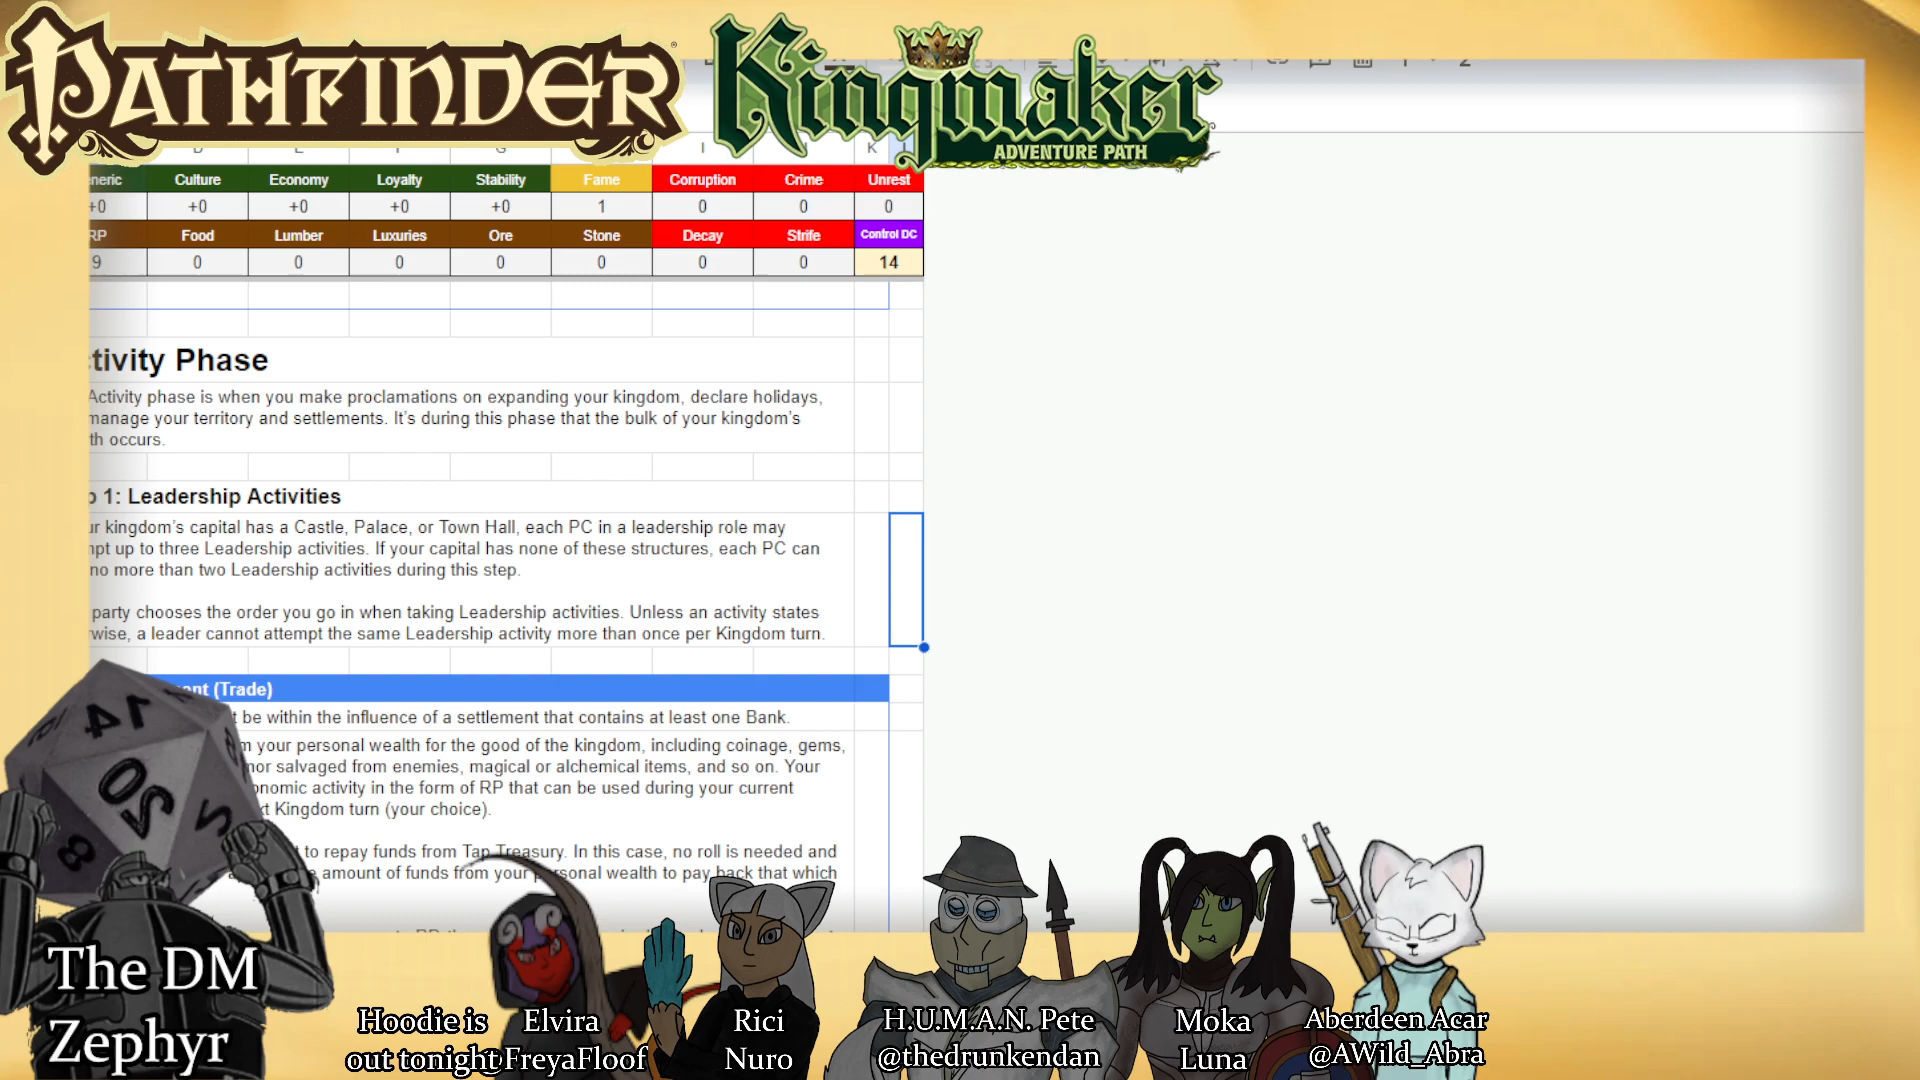 PATHFINDER
Kingmaker
ADVENTURE PATH
K
Culture Economy Loyalty Stability Fame Corruption Crime Unrest
+0 +0 +0 +0 +0 1 0 0 0
RP Food Lumber Luxuries Ore Stone Decay Strife Control DC
9 0 0 0 0 0 0 0 14
tivity Phase
Activity phase is when you make proclamations on expanding your kingdom, declare holidays,
manage your territory and settlements. It's during this phase that the bulk of your kingdom's
th occurs.
1: Leadership Activities
ur kingdom's capital has a Castle, Palace, or Town Hall, each PC in a leadership role may
mpt up to three Leadership activities. If your capital has none of these structures, each PC can
no more than two Leadership activities during this step.
party chooses the order you go in when taking Leadership activities. Unless an activity states
rwise, a leader cannot attempt the same Leadership activity more than once per Kingdom turn.
(Trade)
be within the influence of a settlement that contains at least one Bank.
m your personal wealth for the good of the kingdom, including coinage, gems,
mor salvaged from enemies, magical or alchemical items, and so on. Your
onomic activity in the form of RP that can be used during your current
Kingdom turn (your choice).
to repay funds from Tap Treasury. In this case, no roll is needed and
amount of funds from your personal wealth to pay back that which
14
20
2
8
The DM
Zephyr
Hoodie is
out tonight
Elvira
FreyaFloof
Rici
Nuro
H.U.M.A.N. Pete
@thedrunkendan
Moka
Luna
Aberdeen Acar
@AWild_Abra